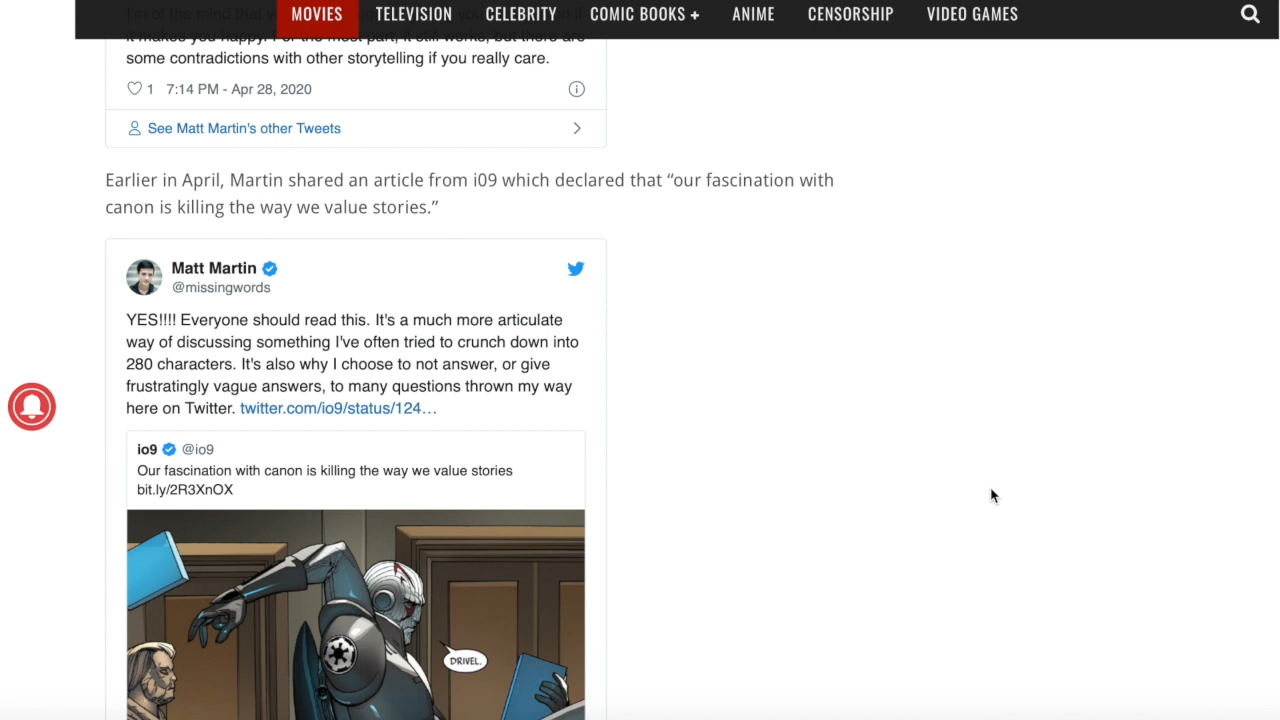 MOVIES TELEVISION CELEBRITY COMIC BOOKS + ANIME CENSORSHIP VIDEO GAMES
some contradictions with other storytelling if you really care.
1 7:14 PM - Apr 28, 2020
See Matt Martin's other Tweets
Earlier in April, Martin shared an article from i09 which declared that “our fascination with
canon is killing the way we value stories.”
Matt Martin
@missingwords
YES!!!! Everyone should read this. It's a much more articulate
way of discussing something I've often tried to crunch down into
280 characters. It's also why I choose to not answer, or give
frustratingly vague answers, to many questions thrown my way
here on Twitter. twitter.com/io9/status/124…
io9 @io9
Our fascination with canon is killing the way we value stories
bit.ly/2R3XnOX
DRIVEL.